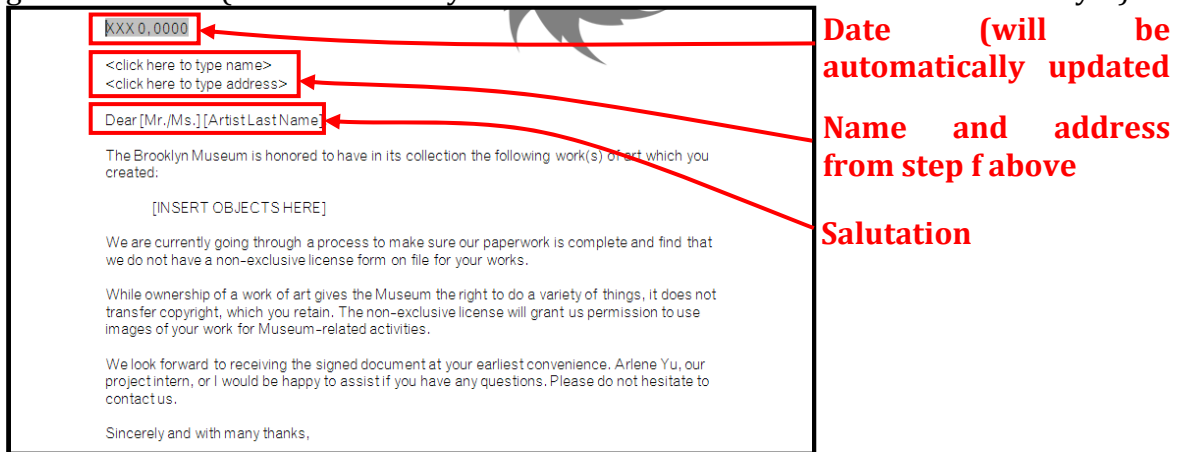 XXX 0, 0000
Date (will be
automatically updated
<click here to type name>
<click here to type address>
Name and address
from step f above
Dear [Mr./Ms.] [Artist Last Name]
Salutation
The Brooklyn Museum is honored to have in its collection the following work(s) of art which you
created:
[INSERT OBJECTS HERE]
We are currently going through a process to make sure our paperwork is complete and find that
we do not have a non-exclusive license form on file for your works.
While ownership of a work of art gives the Museum the right to do a variety of things, it does not
transfer copyright, which you retain. The non-exclusive license will grant us permission to use
images of your work for Museum-related activities.
We look forward to receiving the signed document at your earliest convenience. Arlene Yu, our
project intern, or I would be happy to assist if you have any questions. Please do not hesitate to
contact us.
Sincerely and with many thanks,